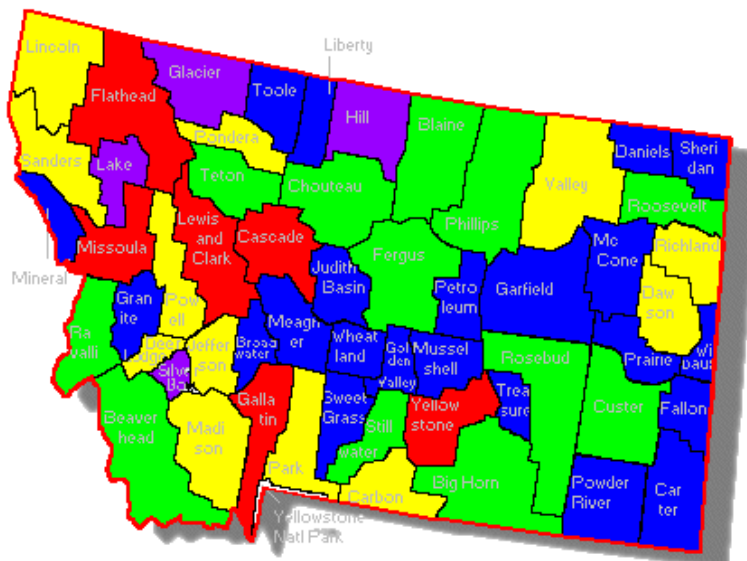 Lincoln
Liberty
Glacier
Flathead
Toole
Hill
Blaine
Daniels
Sheri
dan
Pondera
Sanders
Lake
Teton
Chouteau
Valley
Roosevelt
Phillips
Lewis
and
Clark
Cascade
Missoula
Mc
Cone
Richland
Fergus
Judith
Basin
Mineral
Gran
ite
Pow
ell
Petro
leum
Garfield
Daw
son
Ra
valli
Deer
Lodge
Jeffer
son
Broad
water
Meagh
er
Wheat
land
Gol
den
Valley
Mussel
shell
Rosebud
Prairie
Wi
baux
Silver
Bow
Beaver
head
Madi
son
Galla
tin
Park
Sweet
Grass
Still
water
Yellow
stone
Trea
sure
Custer
Fallon
Carbon
Big Horn
Powder
River
Car
ter
Yellowstone
Natl Park